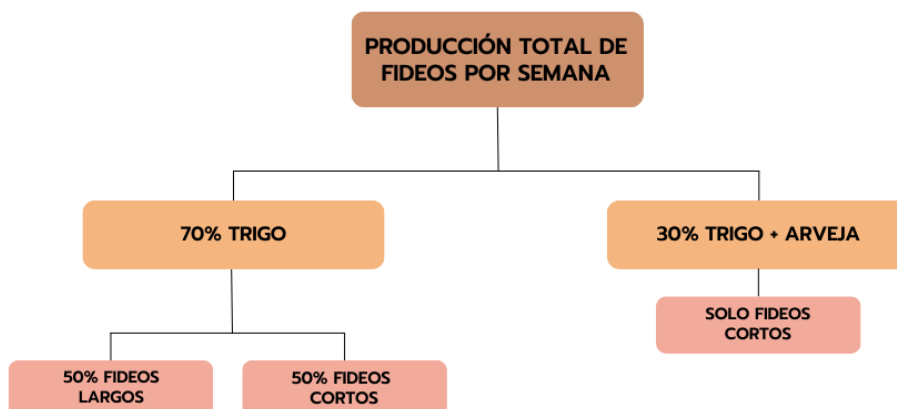 PRODUCCIÓN TOTAL DE
FIDEOS POR SEMANA
70% TRIGO
30% TRIGO + ARVEJA
SOLO FIDEOS
CORTOS
50% FIDEOS
LARGOS
50% FIDEOS
CORTOS